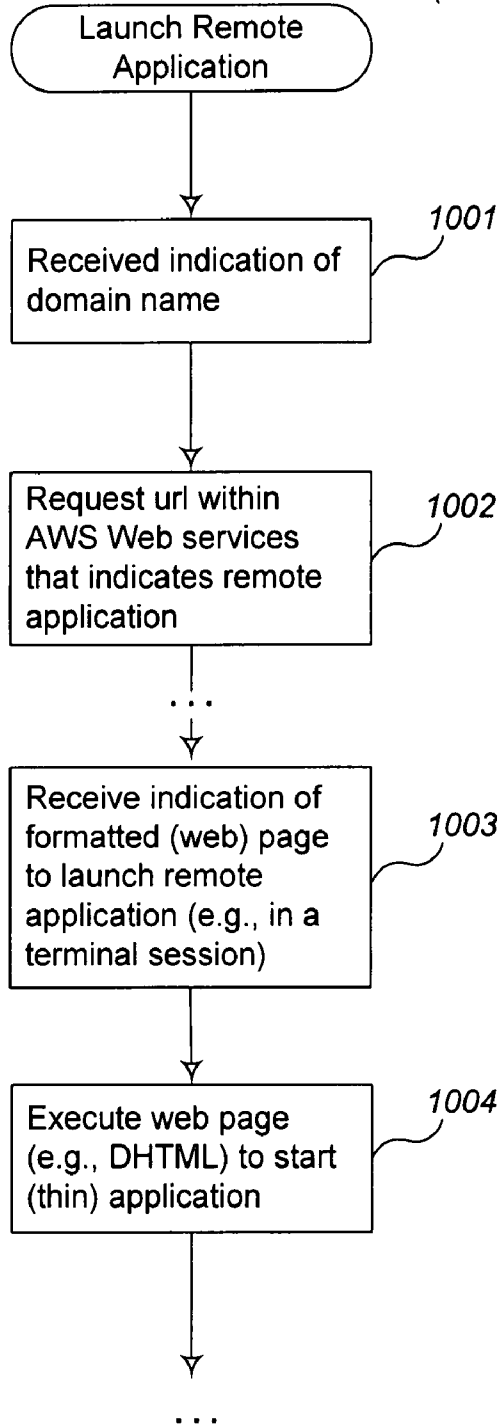 Launch Remote
Application
1001
Received indication of
domain name
1002
Request url within
AWS Web services
that indicates remote
application
...
1003
Receive indication of
formatted (web) page
to launch remote
application (e.g., in a
terminal session)
1004
Execute web page
(e.g., DHTML) to start
(thin) application
...